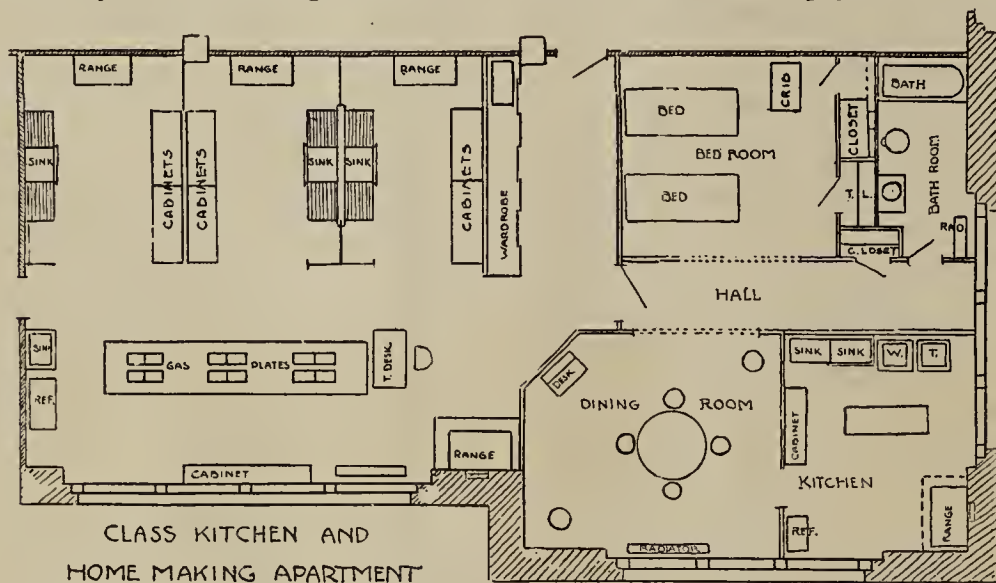 RANGE
RANGE
RANGE
SINK
CABINETS
CABINETS
SINK
SINK
CABINETS
WARDROBE
BED
BED
CRIB
BED ROOM
CLOSET
T. L.
CLOSET
BATH
BATH ROOM
RAD.
HALL
SINK
REF.
GAS PLATES
T. DESK
CABINET
RANGE
DESK
DINING ROOM
RADIATOR
SINK SINK W. T.
CABINET
KITCHEN
REF.
RANGE
CLASS KITCHEN AND
HOME MAKING APARTMENT